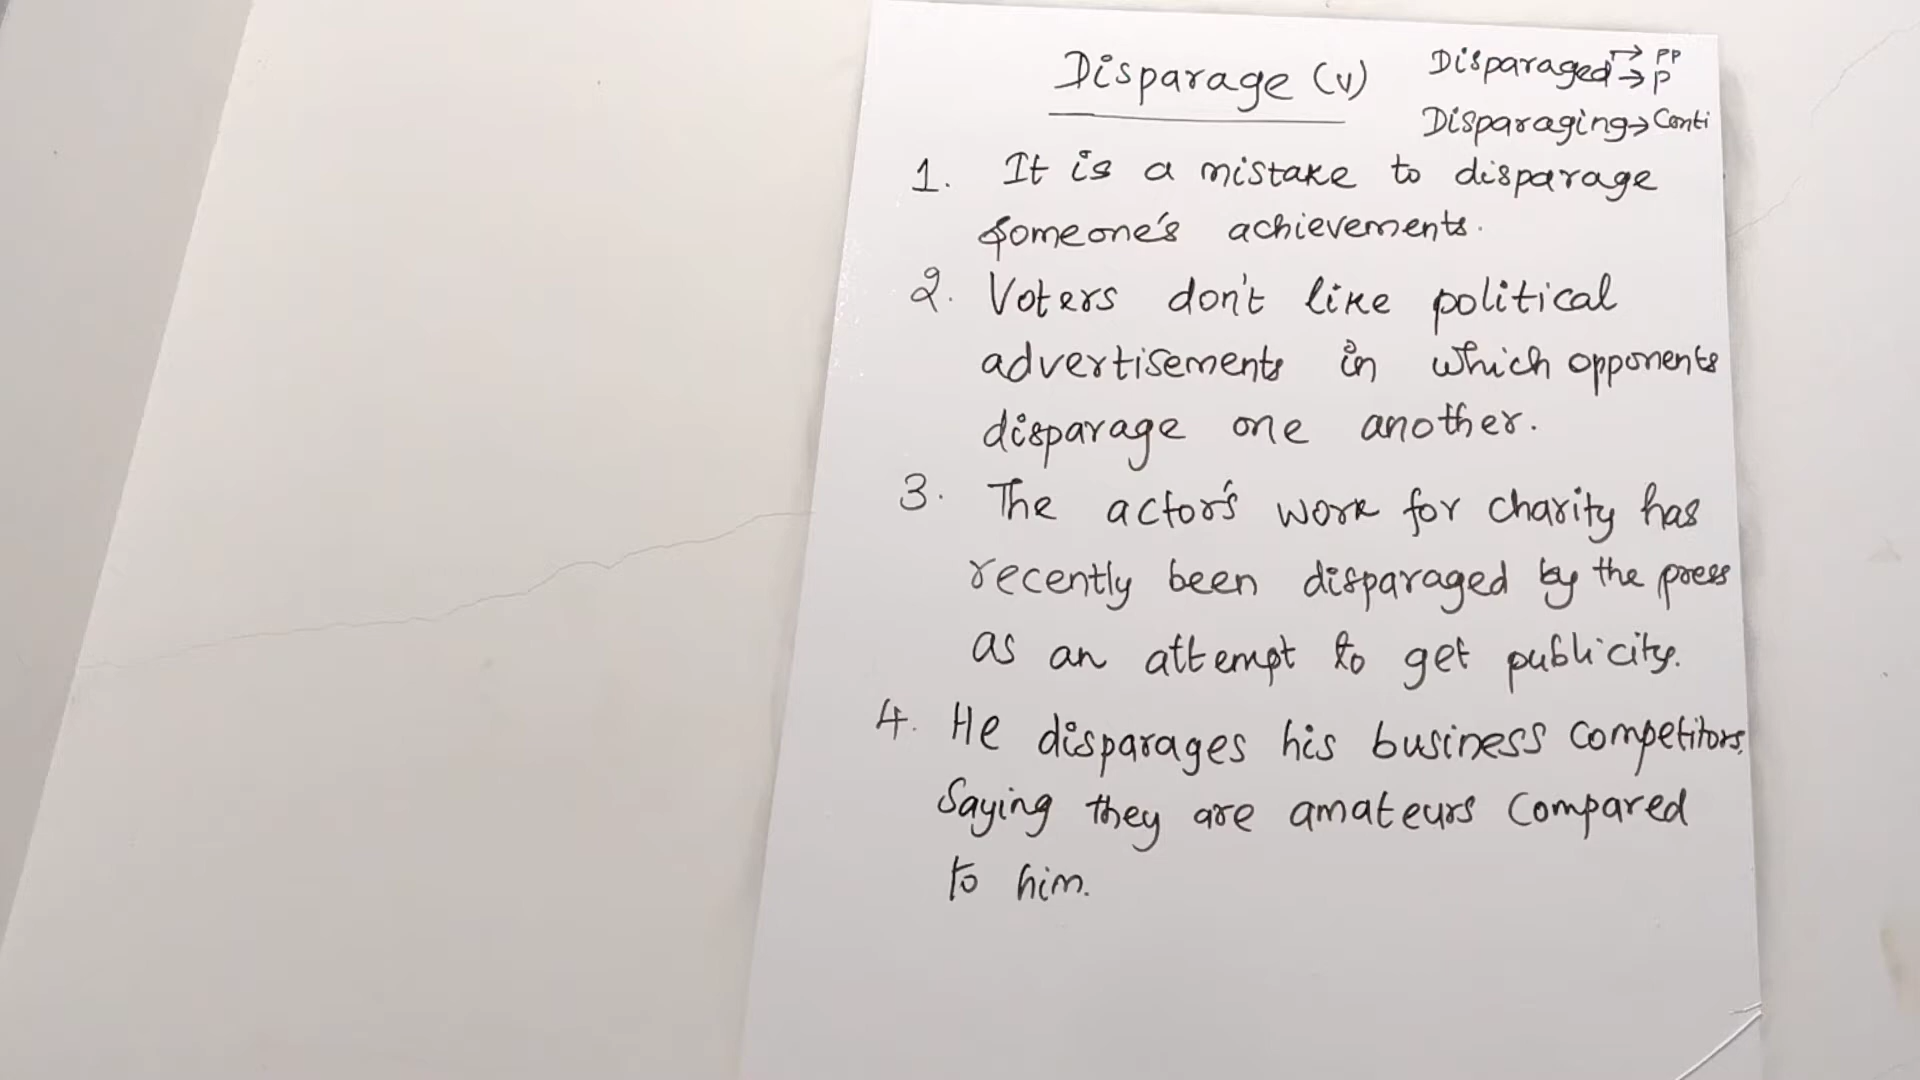 Disparage (v)
Disparaged → PP
→ P
Disparaging → Conti
1. It is a mistake to disparage
someone's achievements.
2. Voters don't like political
advertisements in which opponents
disparage one another.
3. The actor's work for charity has
recently been disparaged by the press
as an attempt to get publicity.
4. He disparages his business competitors,
Saying they are amateurs compared
to him.